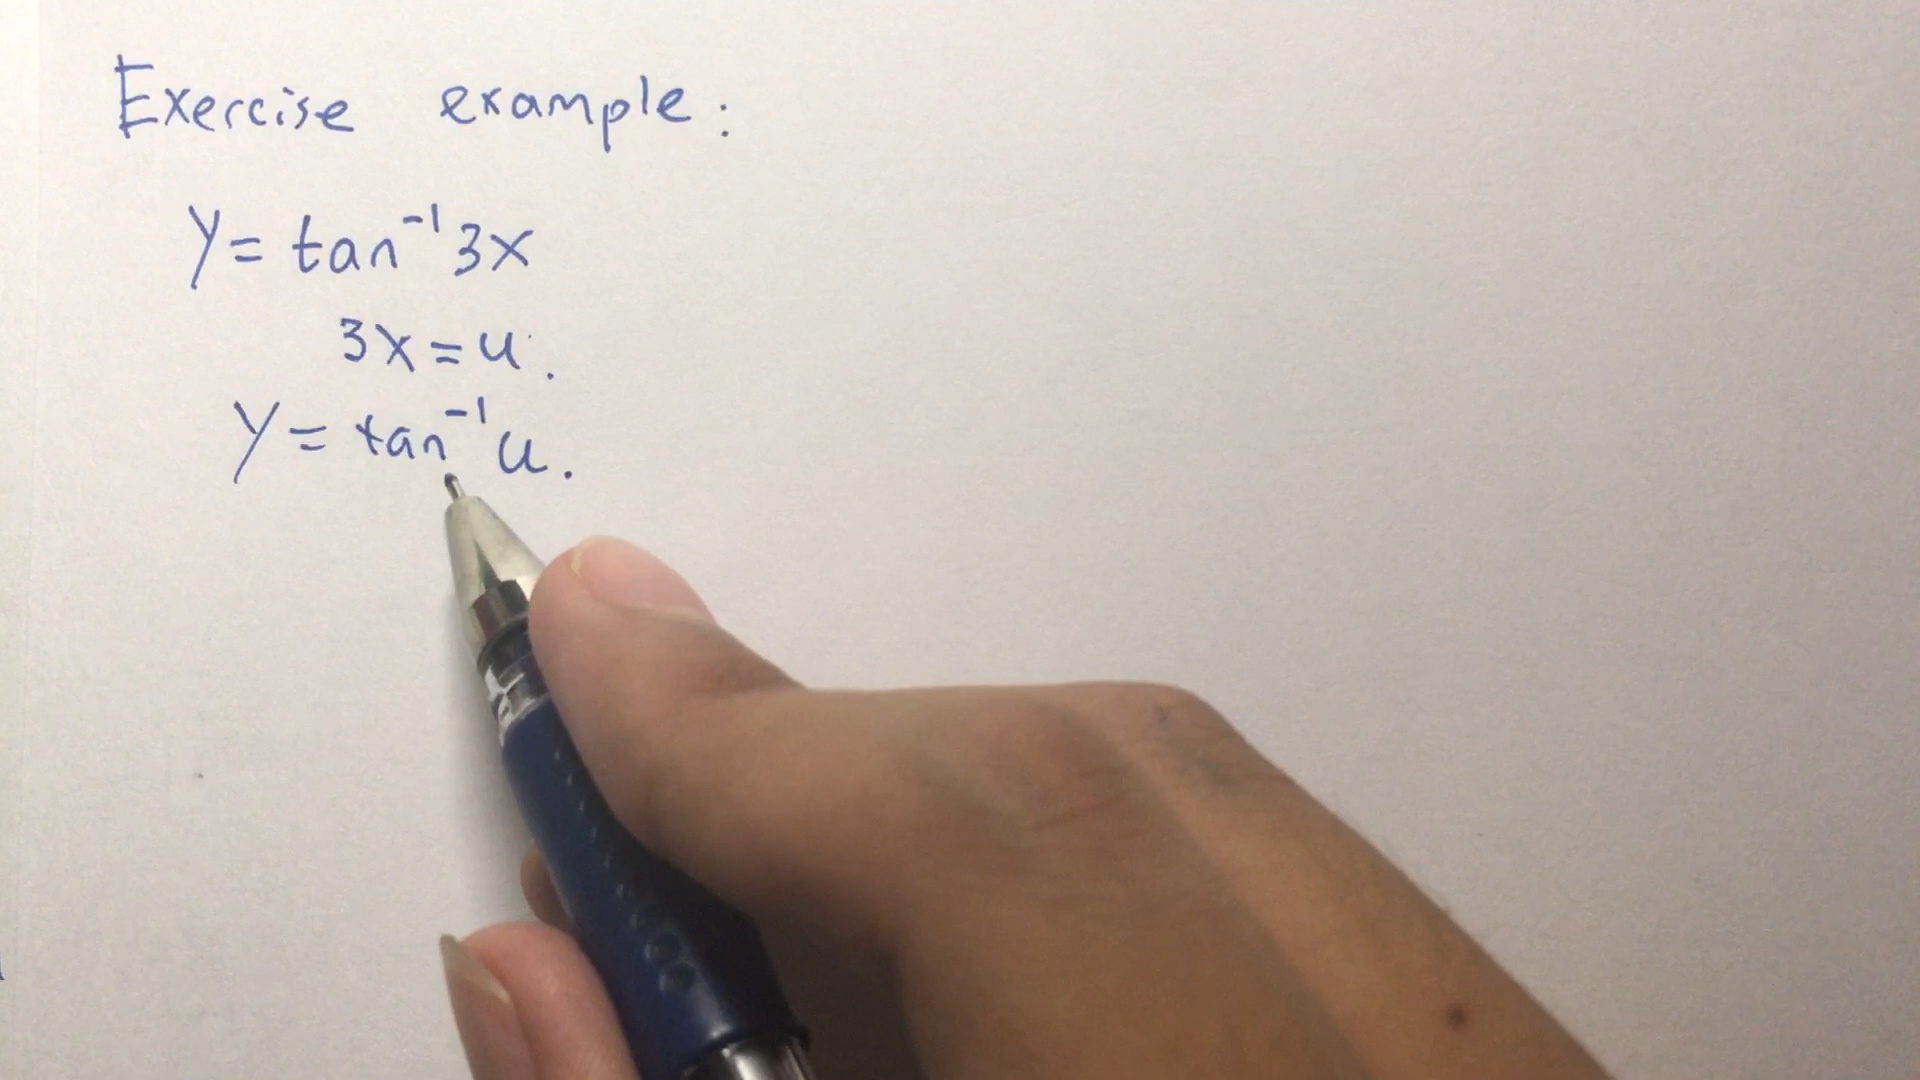 Exercise example:
y = tan⁻¹3x
3x = u.
y = tan⁻¹u.